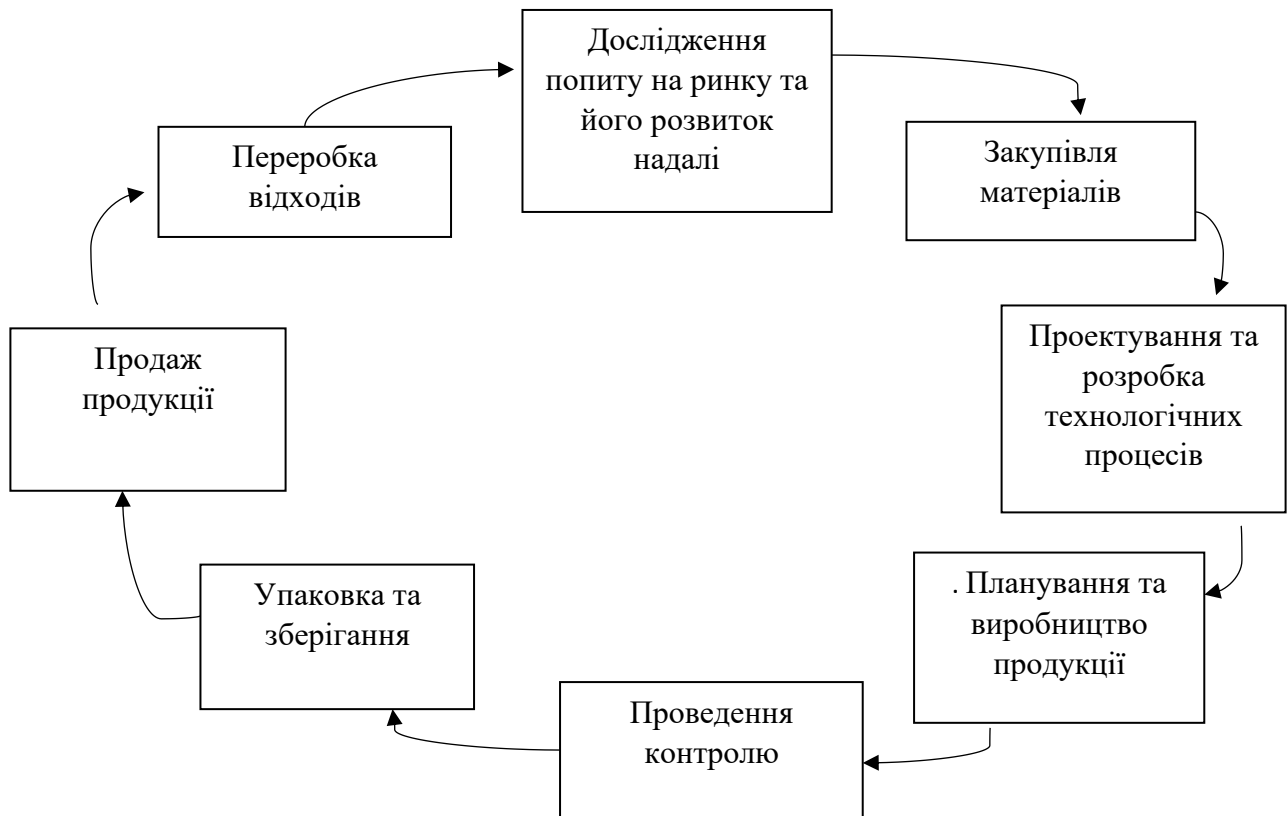 Дослідження
попиту на ринку та
його розвиток
надалі
Закупівля
матеріалів
Проектування та
розробка
технологічних
процесів
. Планування та
виробництво
продукції
Проведення
контролю
Упаковка та
зберігання
Продаж
продукції
Переробка
відходів